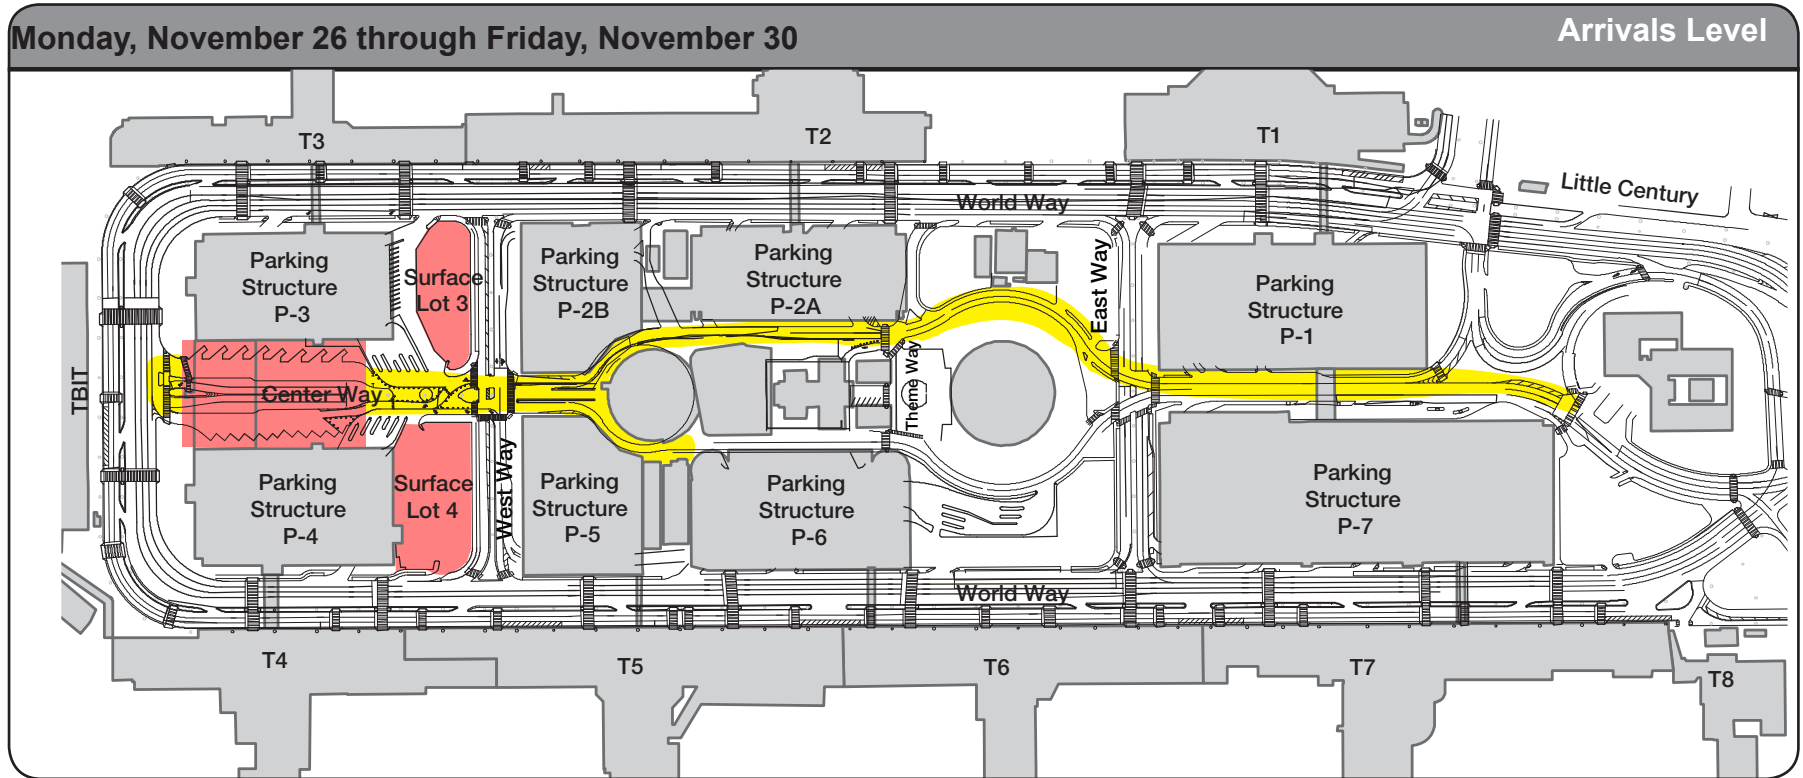 Monday, November 26 through Friday, November 30
Arrivals Level
T3
T2
T1
World Way
Little Century
Parking
Structure
P-3
Surface
Lot 3
Parking
Structure
P-2B
Parking
Structure
P-2A
East Way
Parking
Structure
P-1
TBIT
Center Way
Theme Way
Parking
Structure
P-4
Surface
Lot 4
West Way
Parking
Structure
P-5
Parking
Structure
P-6
Parking
Structure
P-7
World Way
T4
T5
T6
T7
T8